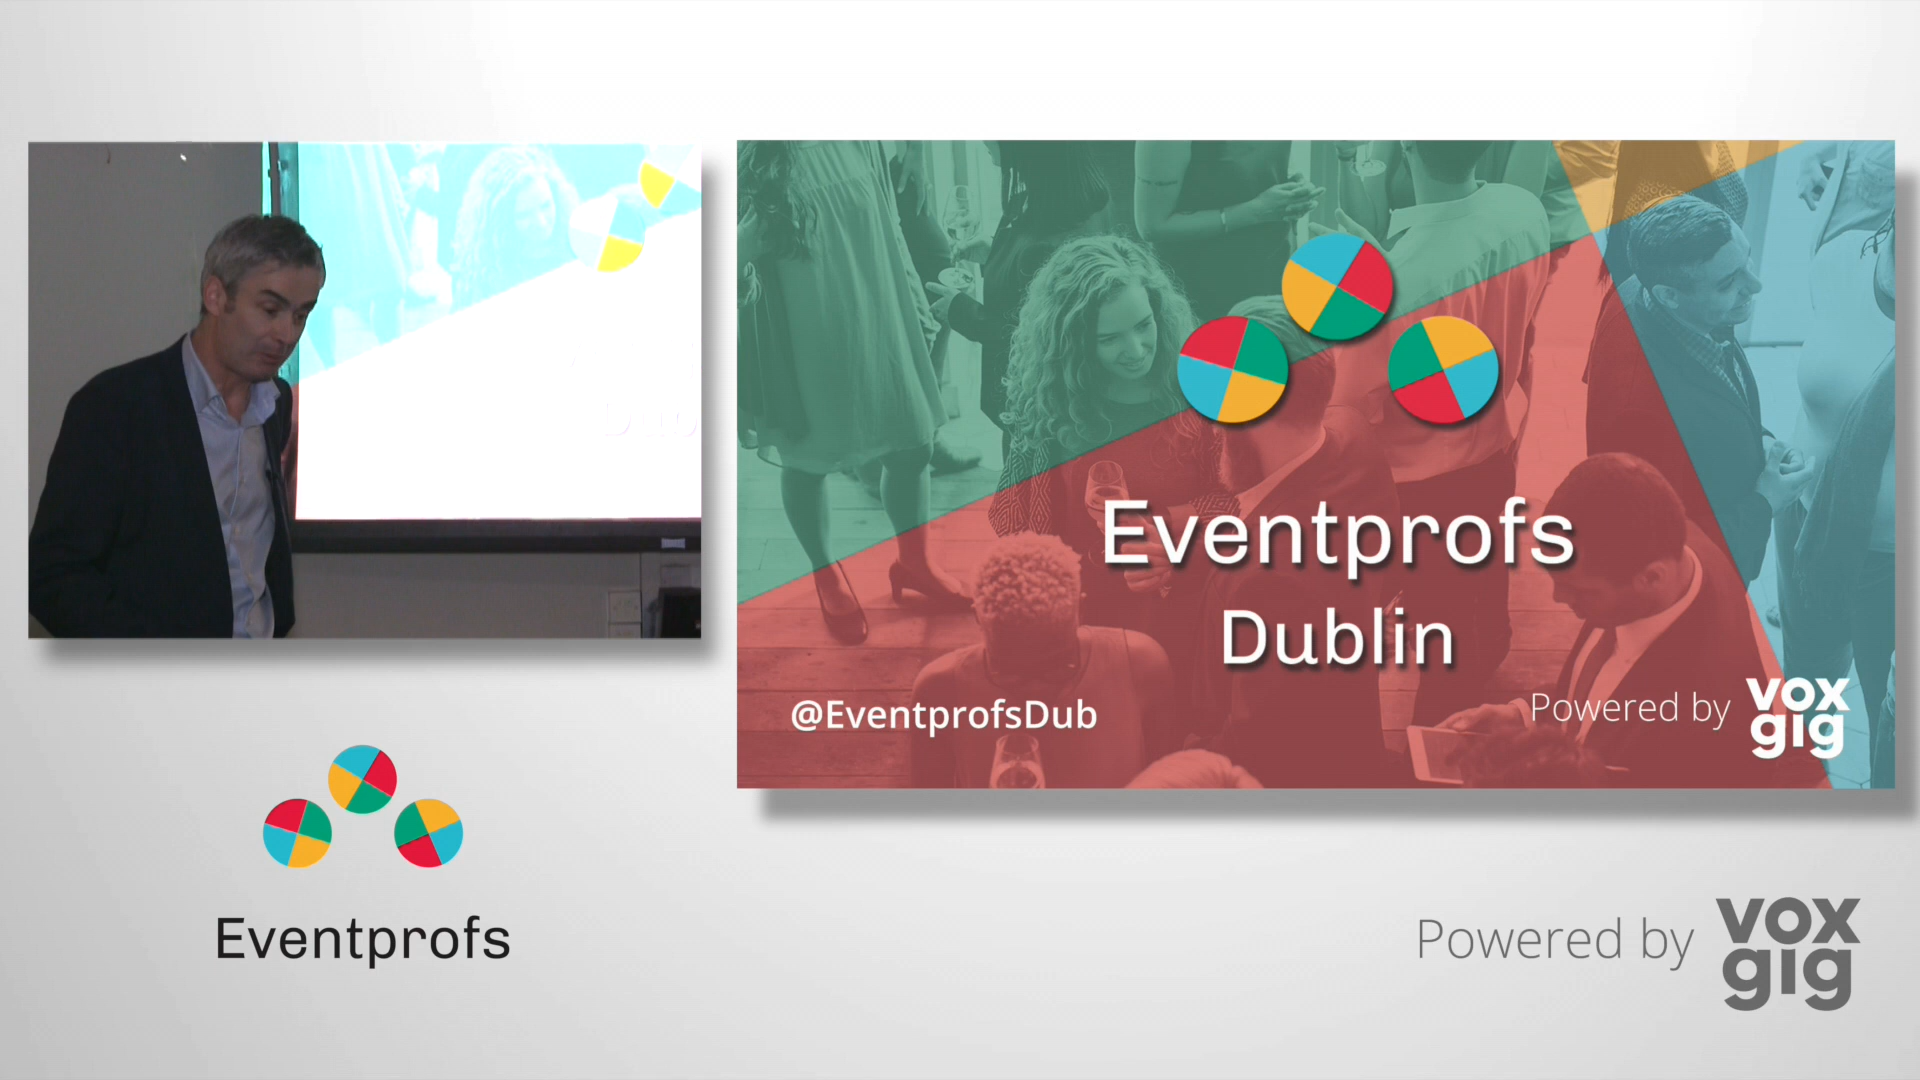 Eventprofs
Dublin
@EventprofsDub
Powered by
vox
gig
Eventprofs
Powered by
vox
gig